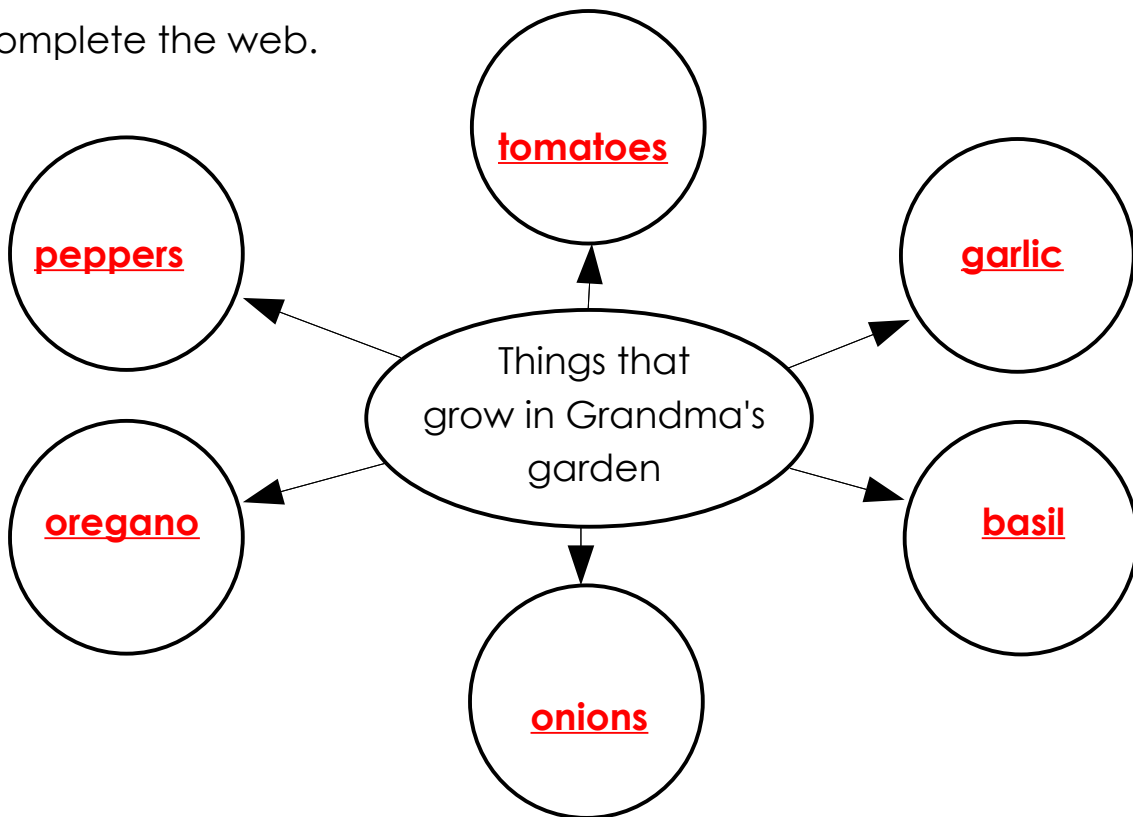 omplete the web.
tomatoes
peppers
garlic
Things that
grow in Grandma's
garden
oregano
basil
onions